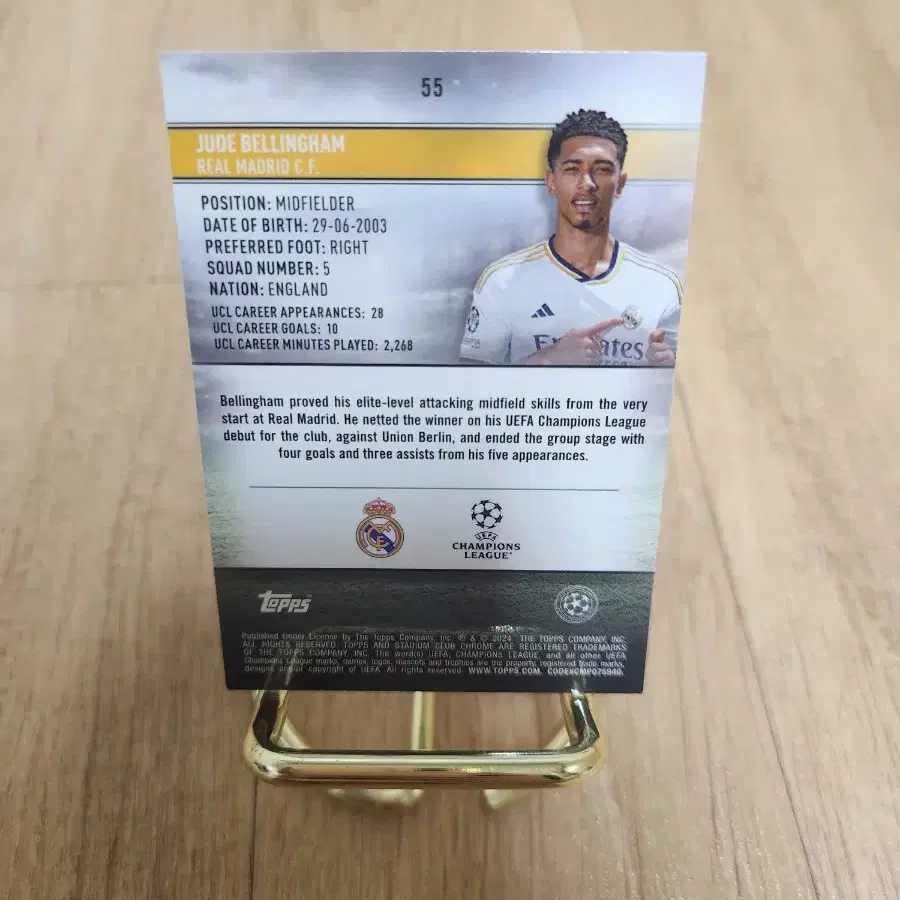 55
JUDE BELLINGHAM
REAL MADRID C.F.
POSITION: MIDFIELDER
DATE OF BIRTH: 29-06-2003
PREFERRED FOOT: RIGHT
SQUAD NUMBER: 5
NATION: ENGLAND
UCL CAREER APPEARANCES: 28
UCL CAREER GOALS: 10
UCL CAREER MINUTES PLAYED: 2,268
Bellingham proved his elite-level attacking midfield skills from the very
start at Real Madrid. He netted the winner on his UEFA Champions League
debut for the club, against Union Berlin, and ended the group stage with
four goals and three assists from his five appearances.
UEFA
CHAMPIONS
LEAGUE
topps
Published Under License by The Topps Company, Inc. ® & © 2024 THE TOPPS COMPANY, INC.
ALL RIGHTS RESERVED. TOPPS AND STADIUM CLUB CHROME ARE REGISTERED TRADEMARKS
OF THE TOPPS COMPANY, INC. The word(s) UEFA, CHAMPIONS LEAGUE, and all other UEFA
Champions League marks, names, logos, mascots and trophies are the property, registered trade marks,
designs and/or copyright of UEFA. All rights reserved. WWW.TOPPS.COM. CODE#CMP075940.